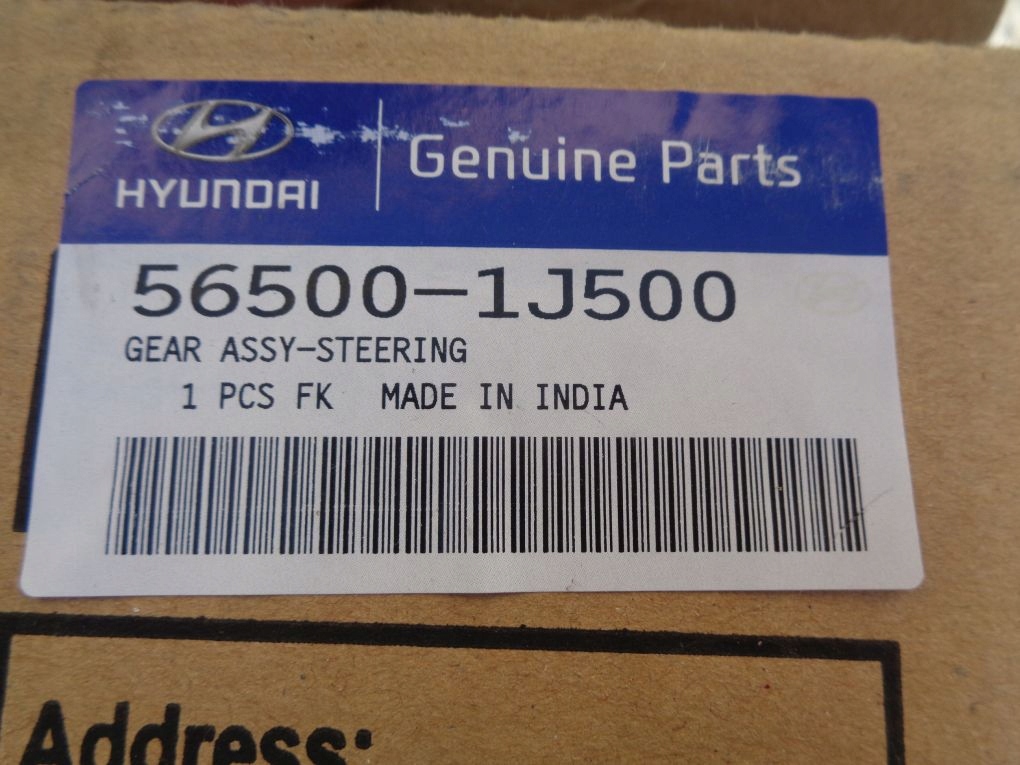 HYUNDAI
Genuine Parts
56500-1J500
GEAR ASSY-STEERING
1 PCS FK MADE IN INDIA
Address: